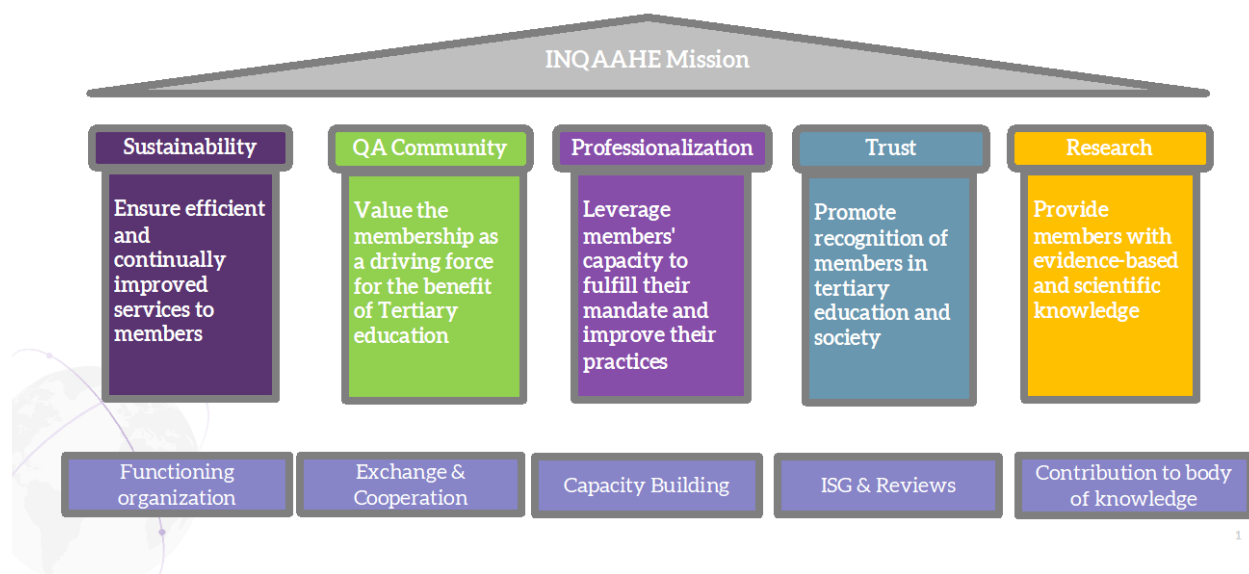 INQAAHE Mission
Sustainability
Ensure efficient
and
continually
improved
services to
members
QA Community
Value the
membership as
a driving force
for the benefit
of Tertiary
education
Professionalization
Leverage
members'
capacity to
fulfill their
mandate and
improve their
practices
Trust
Promote
recognition of
members in
tertiary
education and
society
Research
Provide
members with
evidence-based
and scientific
knowledge
Functioning
organization
Exchange &
Cooperation
Capacity Building
ISG & Reviews
Contribution to body
of knowledge
1